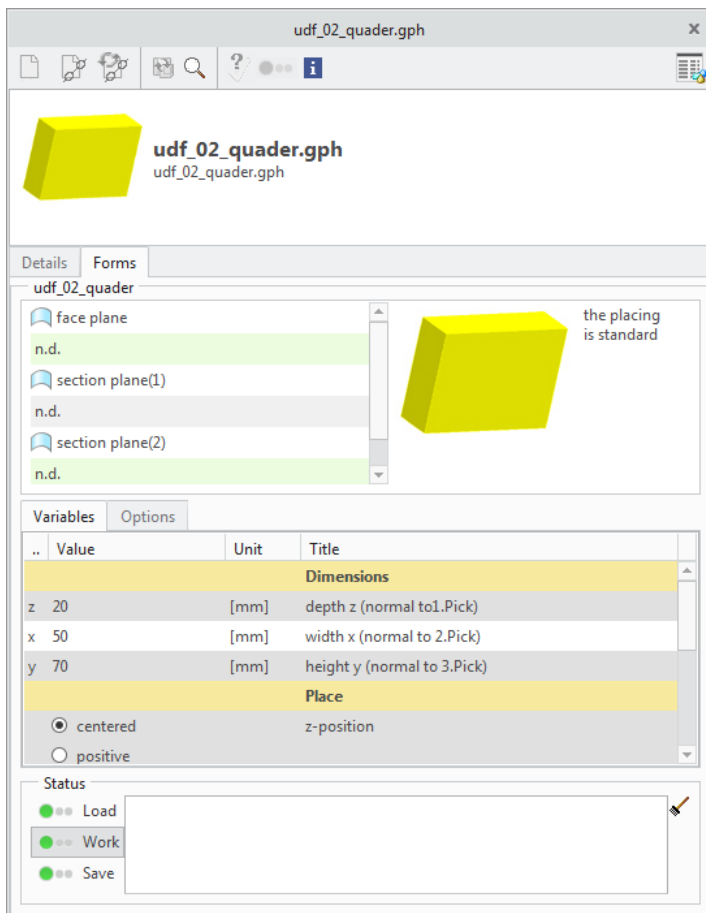 udf_02_quader.gph x
? i
udf_02_quader.gph
udf_02_quader.gph
Details Forms
udf_02_quader
face plane
n.d.
section plane(1)
n.d.
section plane(2)
n.d.
the placing
is standard
Variables Options
.. Value Unit Title
Dimensions
z 20 [mm] depth z (normal to1.Pick)
x 50 [mm] width x (normal to 2.Pick)
y 70 [mm] height y (normal to 3.Pick)
Place
centered z-position
positive
Status
Load
Work
Save